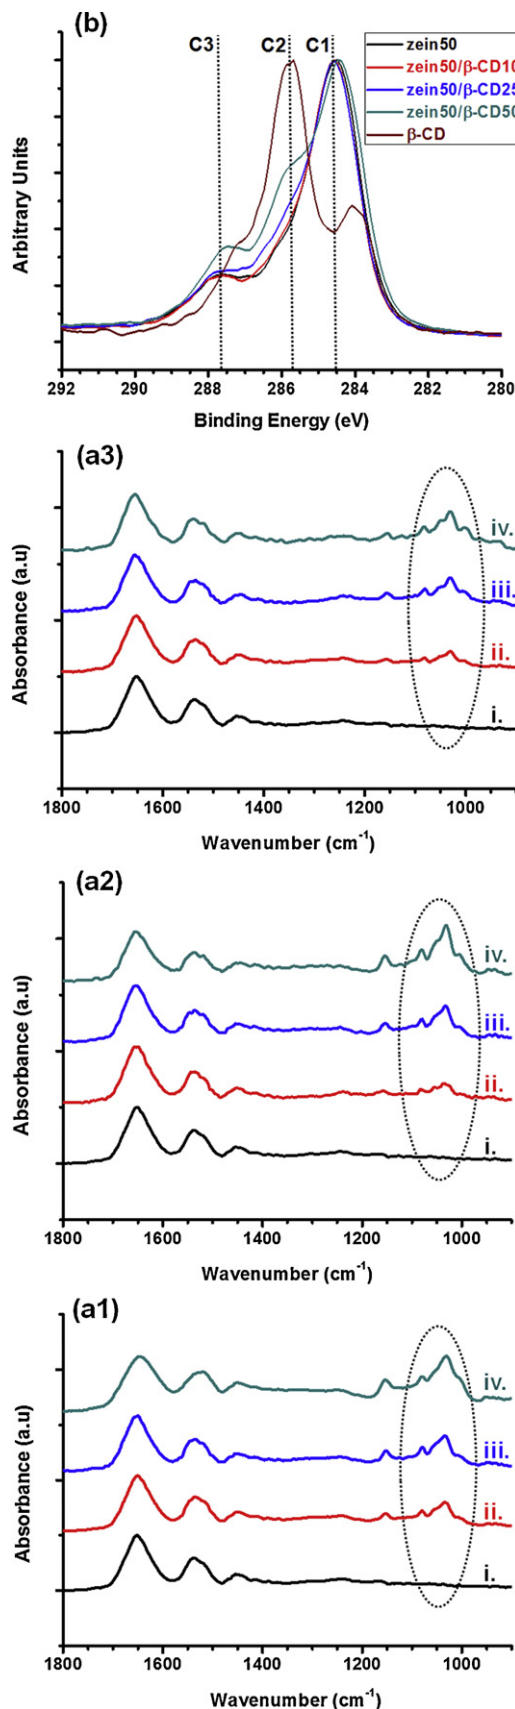 (b)
C3 C2 C1
zein50
zein50/β-CD10
zein50/β-CD25
zein50/β-CD50
β-CD
Arbitrary Units
292 290 288 286 284 282 280
Binding Energy (eV)
(a3)
iv.
iii.
ii.
i.
Absorbance (a.u)
1800 1600 1400 1200 1000
Wavenumber (cm⁻¹)
(a2)
iv.
iii.
ii.
i.
Absorbance (a.u)
1800 1600 1400 1200 1000
Wavenumber (cm⁻¹)
(a1)
iv.
iii.
ii.
i.
Absorbance (a.u)
1800 1600 1400 1200 1000
Wavenumber (cm⁻¹)